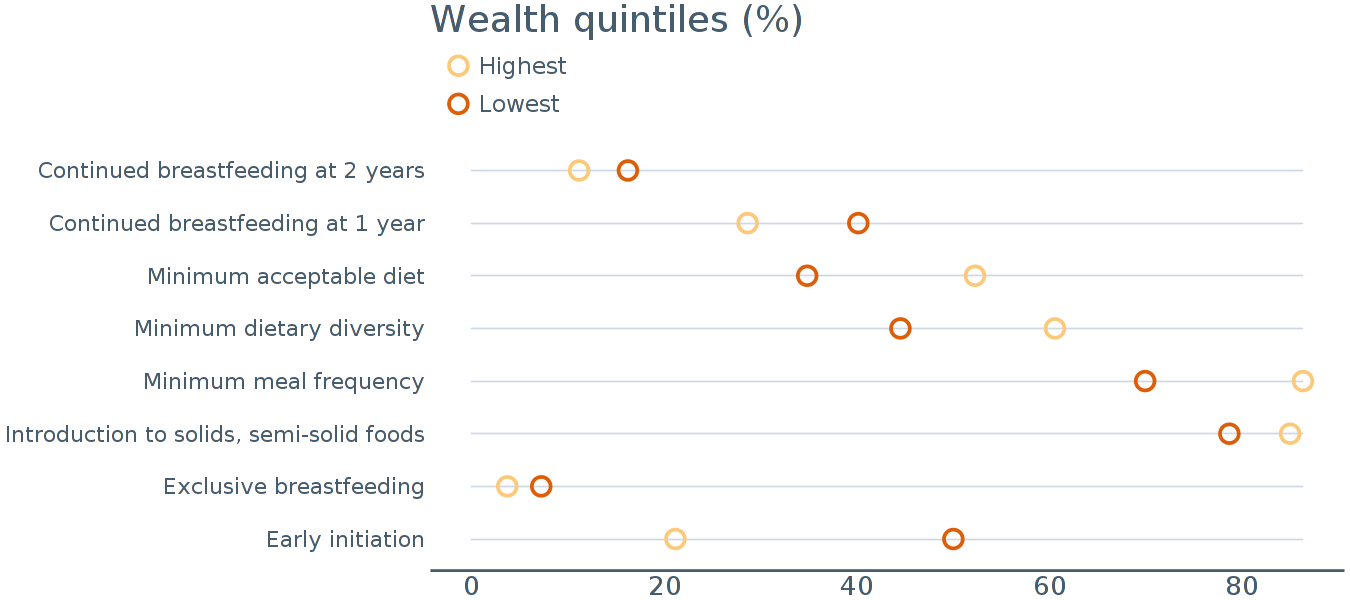 Wealth quintiles (%)
Highest
Lowest
Continued breastfeeding at 2 years
Continued breastfeeding at 1 year
Minimum acceptable diet
Minimum dietary diversity
Minimum meal frequency
Introduction to solids, semi-solid foods
Exclusive breastfeeding
Early initiation
0 20 40 60 80